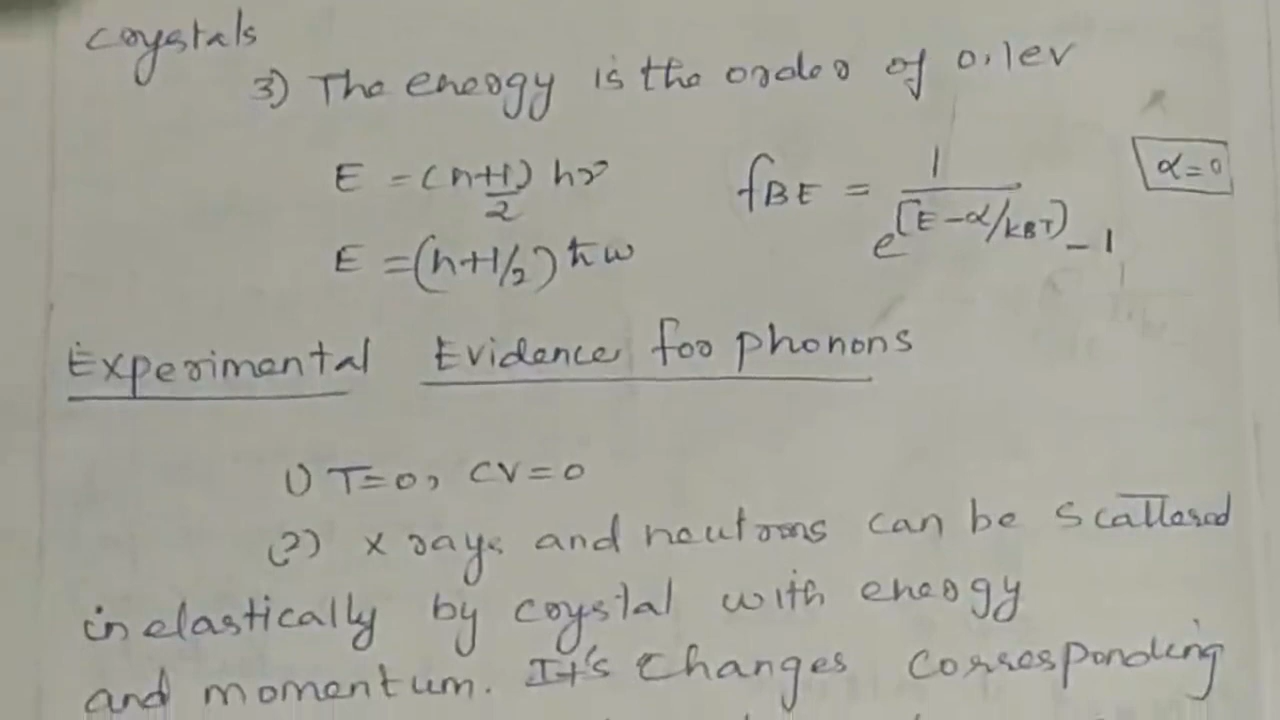 crystals
3) The energy is the order of 0.1ev
E = (n+1)/2 hν
fBE = 1/(e^[E-α/kBT) - 1)
α=0
E = (n+1/2) ħω
Experimental Evidence for phonons
1) T=0, CV=0
(2) x rays and neutrons can be scattered
inelastically by crystal with energy
and momentum. It's changes corresponding